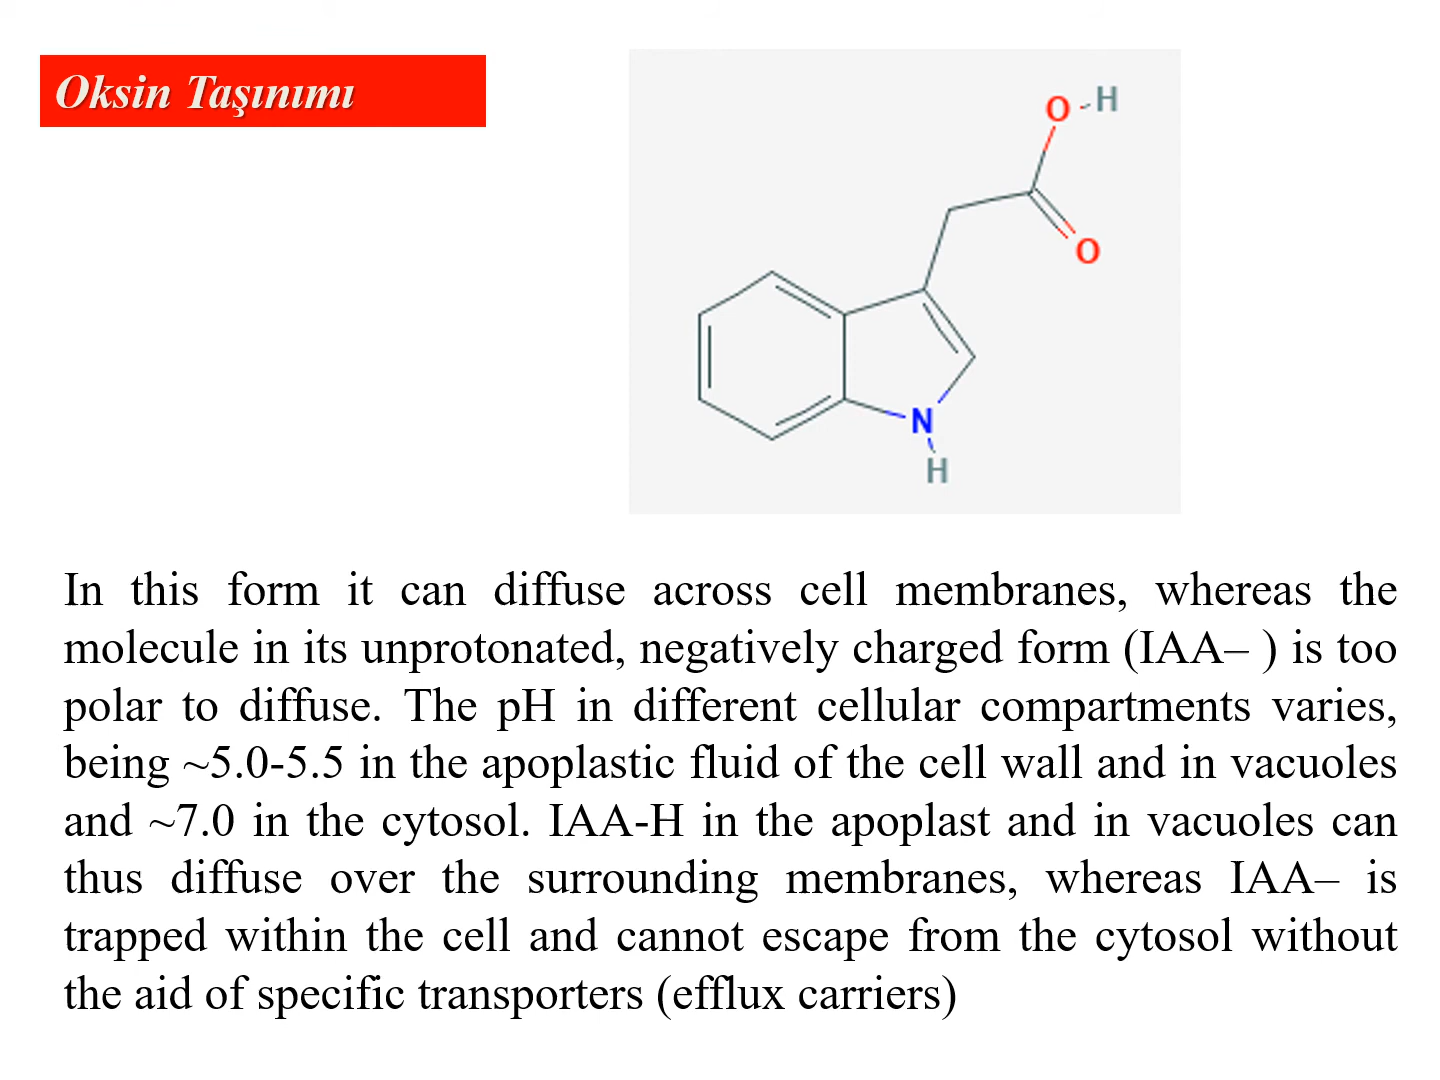 Oksin Taşınımı
O H
O
N
H
In this form it can diffuse across cell membranes, whereas the
molecule in its unprotonated, negatively charged form (IAA– ) is too
polar to diffuse. The pH in different cellular compartments varies,
being ~5.0-5.5 in the apoplastic fluid of the cell wall and in vacuoles
and ~7.0 in the cytosol. IAA-H in the apoplast and in vacuoles can
thus diffuse over the surrounding membranes, whereas IAA– is
trapped within the cell and cannot escape from the cytosol without
the aid of specific transporters (efflux carriers)